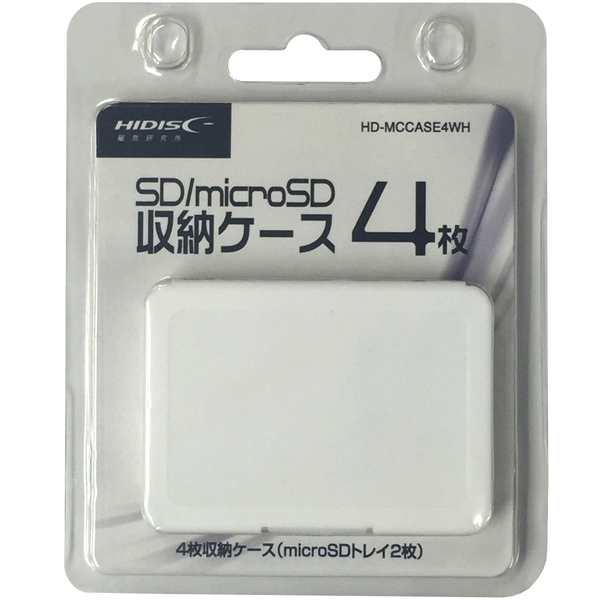 HIDISC
磁気研究所
HD-MCCASE4WH
SD/microSD
収納ケース 4枚
4枚収納ケース(microSDトレイ2枚)